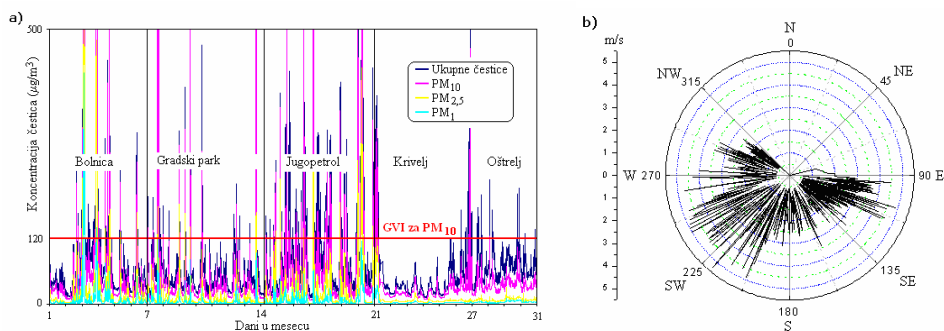 a)
500
120
0
Koncentracija čestica (µg/m³)
Ukupne čestice
PM10
PM2,5
PM1
Bolnica
Gradski park
Jugopetrol
Krivelj
Oštrelj
GVI za PM10
1
7
14
21
31
Dani u mesecu
b)
m/s
6
5
4
3
2
1
0
1
2
3
4
5
6
N
0
NE
45
90 E
135
SE
180
S
225
SW
W 270
NW
315